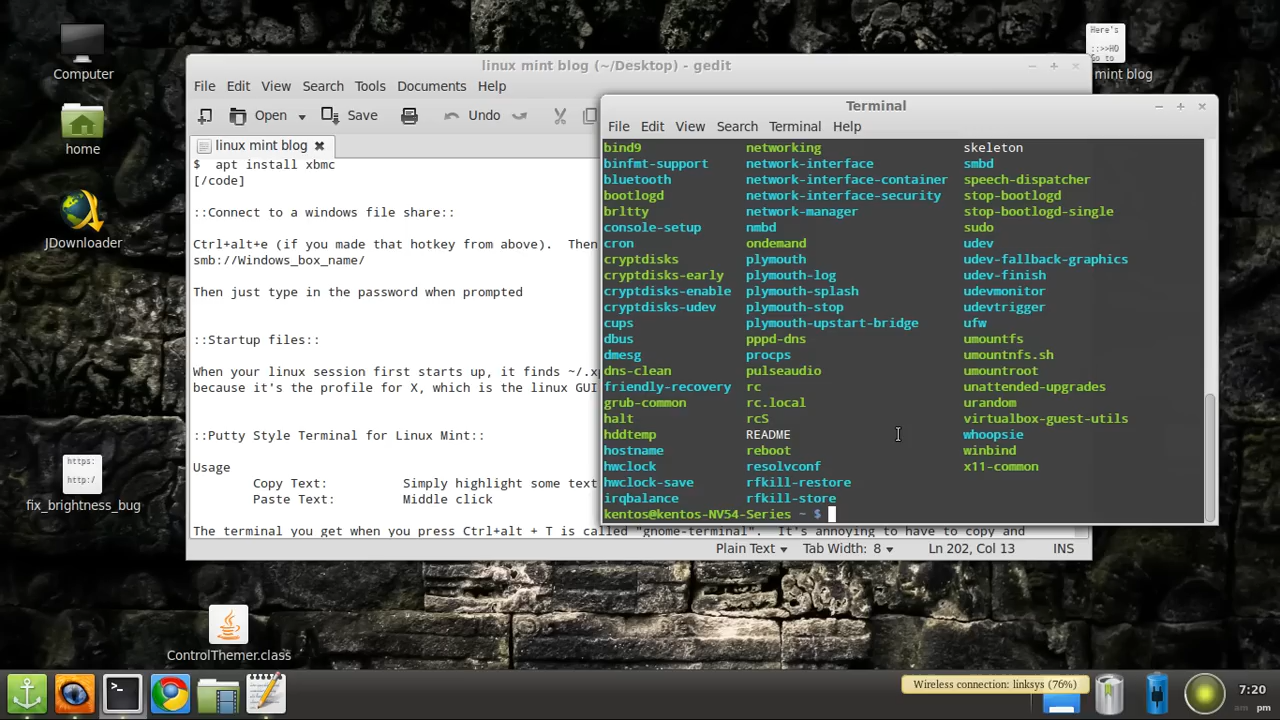 Computer
home
JDownloader
https:
http:/
fix_brightness_bug
ControlThemer.class
Here's
::>>HO
Go to
mint blog
linux mint blog (~/Desktop) - gedit
File Edit View Search Tools Documents Help
Open Save Undo
linux mint blog
$  apt install xbmc
[/code]
::Connect to a windows file share::
Ctrl+alt+e (if you made that hotkey from above).  Then
smb://Windows_box_name/
Then just type in the password when prompted
::Startup files::
When your linux session first starts up, it finds ~/.xp
because it's the profile for X, which is the linux GUI
::Putty Style Terminal for Linux Mint::
Usage
Copy Text: Simply highlight some text
Paste Text: Middle click
The terminal you get when you press Ctrl+alt + T is called "gnome-terminal".  It's annoying to have to copy and
Plain Text Tab Width: 8 Ln 202, Col 13 INS
Terminal
File Edit View Search Terminal Help
bind9 networking skeleton
binfmt-support network-interface smbd
bluetooth network-interface-container speech-dispatcher
bootlogd network-interface-security stop-bootlogd
brltty network-manager stop-bootlogd-single
console-setup nmbd sudo
cron ondemand udev
cryptdisks plymouth udev-fallback-graphics
cryptdisks-early plymouth-log udev-finish
cryptdisks-enable plymouth-splash udevmonitor
cryptdisks-udev plymouth-stop udevtrigger
cups plymouth-upstart-bridge ufw
dbus pppd-dns umountfs
dmesg procps umountnfs.sh
dns-clean pulseaudio umountroot
friendly-recovery rc unattended-upgrades
grub-common rc.local urandom
halt rcS virtualbox-guest-utils
hddtemp README whoopsie
hostname reboot winbind
hwclock resolvconf x11-common
hwclock-save rfkill-restore
irqbalance rfkill-store
kentos@kentos-NV54-Series ~ $
Wireless connection: linksys (76%)
7:20
am pm